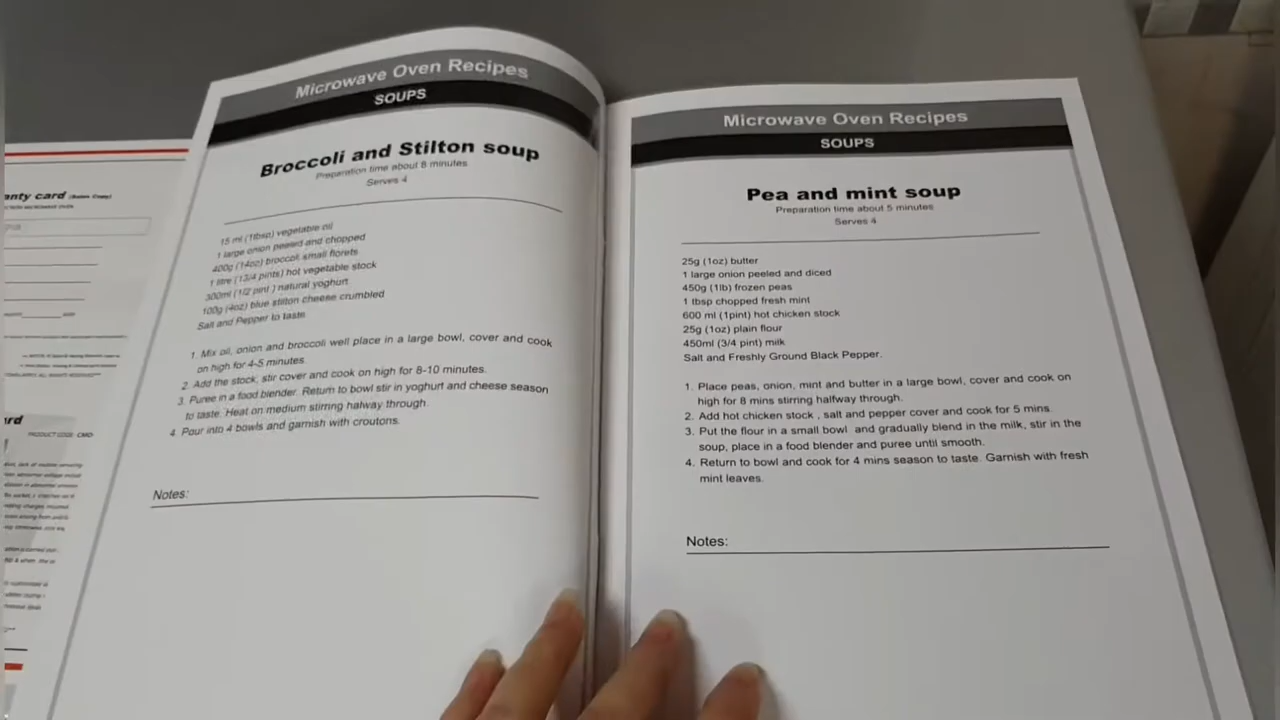 Microwave Oven Recipes
SOUPS
Broccoli and Stilton soup
Preparation time about 8 minutes
Serves 4
15 ml (1tbsp) vegetable oil
1 large onion peeled and chopped
400g (14oz) broccoli small florets
1 litre (13/4 pints) hot vegetable stock
300ml (1/2 pint ) natural yoghurt
100g (4oz) blue stilton cheese crumbled
Salt and Pepper to taste
1. Mix oil, onion and broccoli well place in a large bowl, cover and cook
on high for 4-5 minutes.
2. Add the stock, stir cover and cook on high for 8-10 minutes.
3. Puree in a food blender. Return to bowl stir in yoghurt and cheese season
to taste. Heat on medium stirring halway through.
4. Pour into 4 bowls and garnish with croutons.
Notes:
Microwave Oven Recipes
SOUPS
Pea and mint soup
Preparation time about 5 minutes
Serves 4
25g (1oz) butter
1 large onion peeled and diced
450g (1lb) frozen peas
1 tbsp chopped fresh mint
600 ml (1pint) hot chicken stock
25g (1oz) plain flour
450ml (3/4 pint) milk
Salt and Freshly Ground Black Pepper.
1. Place peas, onion, mint and butter in a large bowl, cover and cook on
high for 8 mins stirring halfway through.
2. Add hot chicken stock , salt and pepper cover and cook for 5 mins.
3. Put the flour in a small bowl and gradually blend in the milk, stir in the
soup, place in a food blender and puree until smooth.
4. Return to bowl and cook for 4 mins season to taste. Garnish with fresh
mint leaves.
Notes:
anty card
ard
PRODUCT CODE: CMO